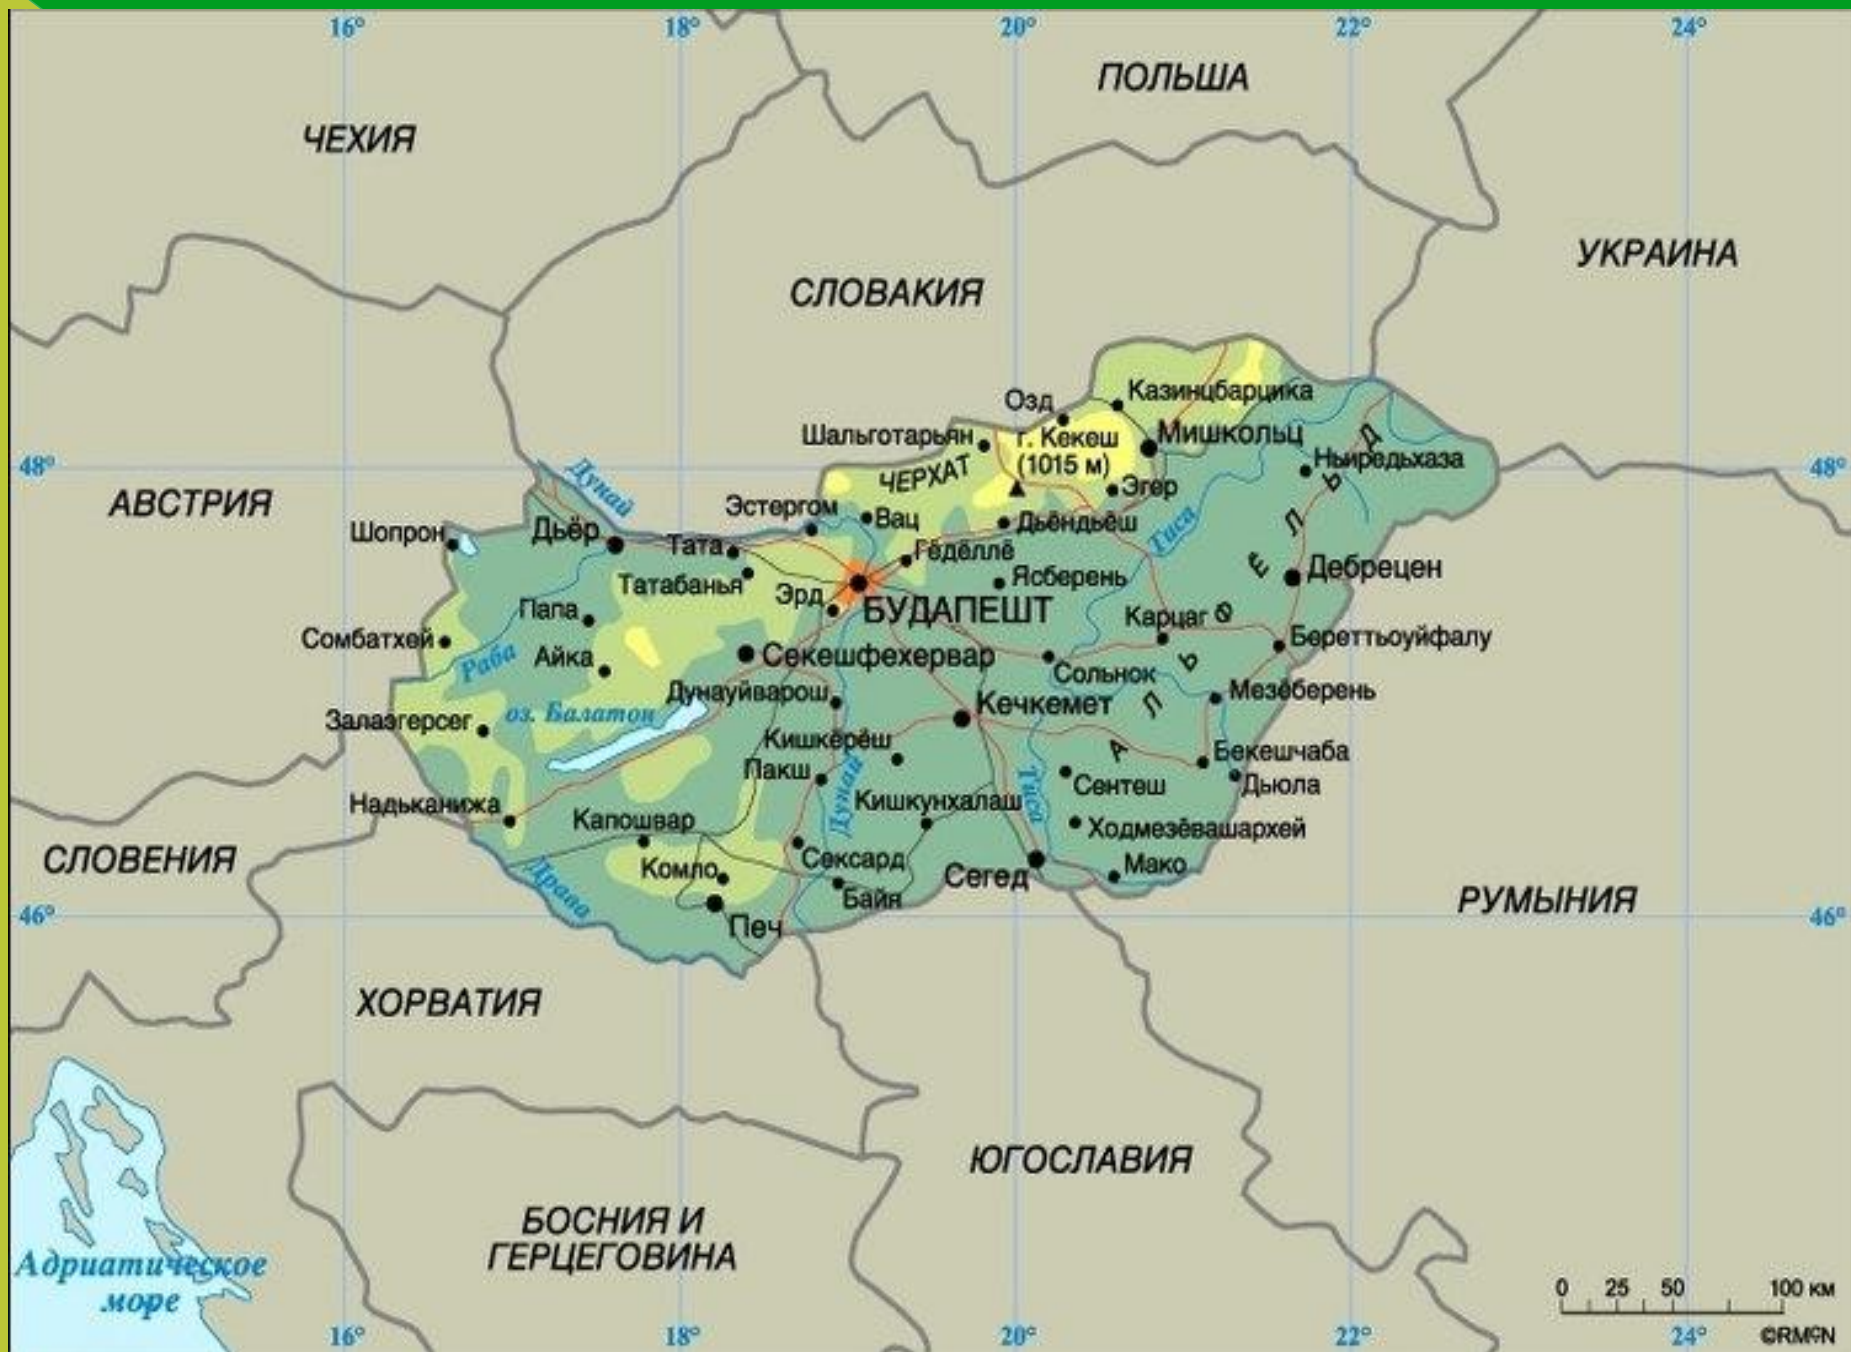 16° 18° 20° 22° 24°
ПОЛЬША
ЧЕХИЯ
УКРАИНА
СЛОВАКИЯ
Озд
Казинцбарцика
Шальготарьян
г. Кекеш
(1015 м)
Мишкольц
48°
Дунай
ЧЕРХАТ
Ньиредьхаза
48°
АВСТРИЯ
Эстергом
Вац
Эгер
Шопрон
Дьёр
Тата
Дьёндьёш
Тиса
Гёдёллё
Татабанья
Ясберень
Дебрецен
Эрд
БУДАПЕШТ
Папа
Карцаг
Сомбатхей
Береттьоуйфалу
Раба
Айка
Секешфехервар
Сольнок
Дунауйварош
Мезёберень
Залаэгерсег
оз. Балатон
Кечкемет
АЛЬФЕЛЬД
Кишкёрёш
Бекешчаба
Пакш
Дунай
Тиса
Сентеш
Дьюла
Надьканижа
Капошвар
Кишкунхалаш
Ходмезёвашархей
СЛОВЕНИЯ
Комло
Сексард
Сегед
Мако
Драва
Байя
РУМЫНИЯ
46°
Печ
46°
ХОРВАТИЯ
ЮГОСЛАВИЯ
БОСНИЯ И
ГЕРЦЕГОВИНА
Адриатическое
море
0 25 50 100 км
16° 18° 20° 22° 24°
©RMᶜN